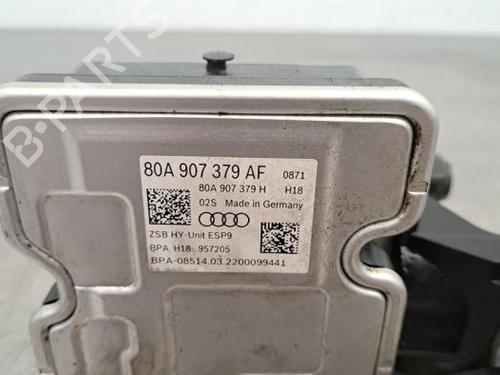 B-PARTS
80A 907 379 AF 0871
80A 907 379 H H18
02S Made in Germany
ZSB HY-Unit ESP9
BPA H18 957205
BPA-08514.03.2200099441